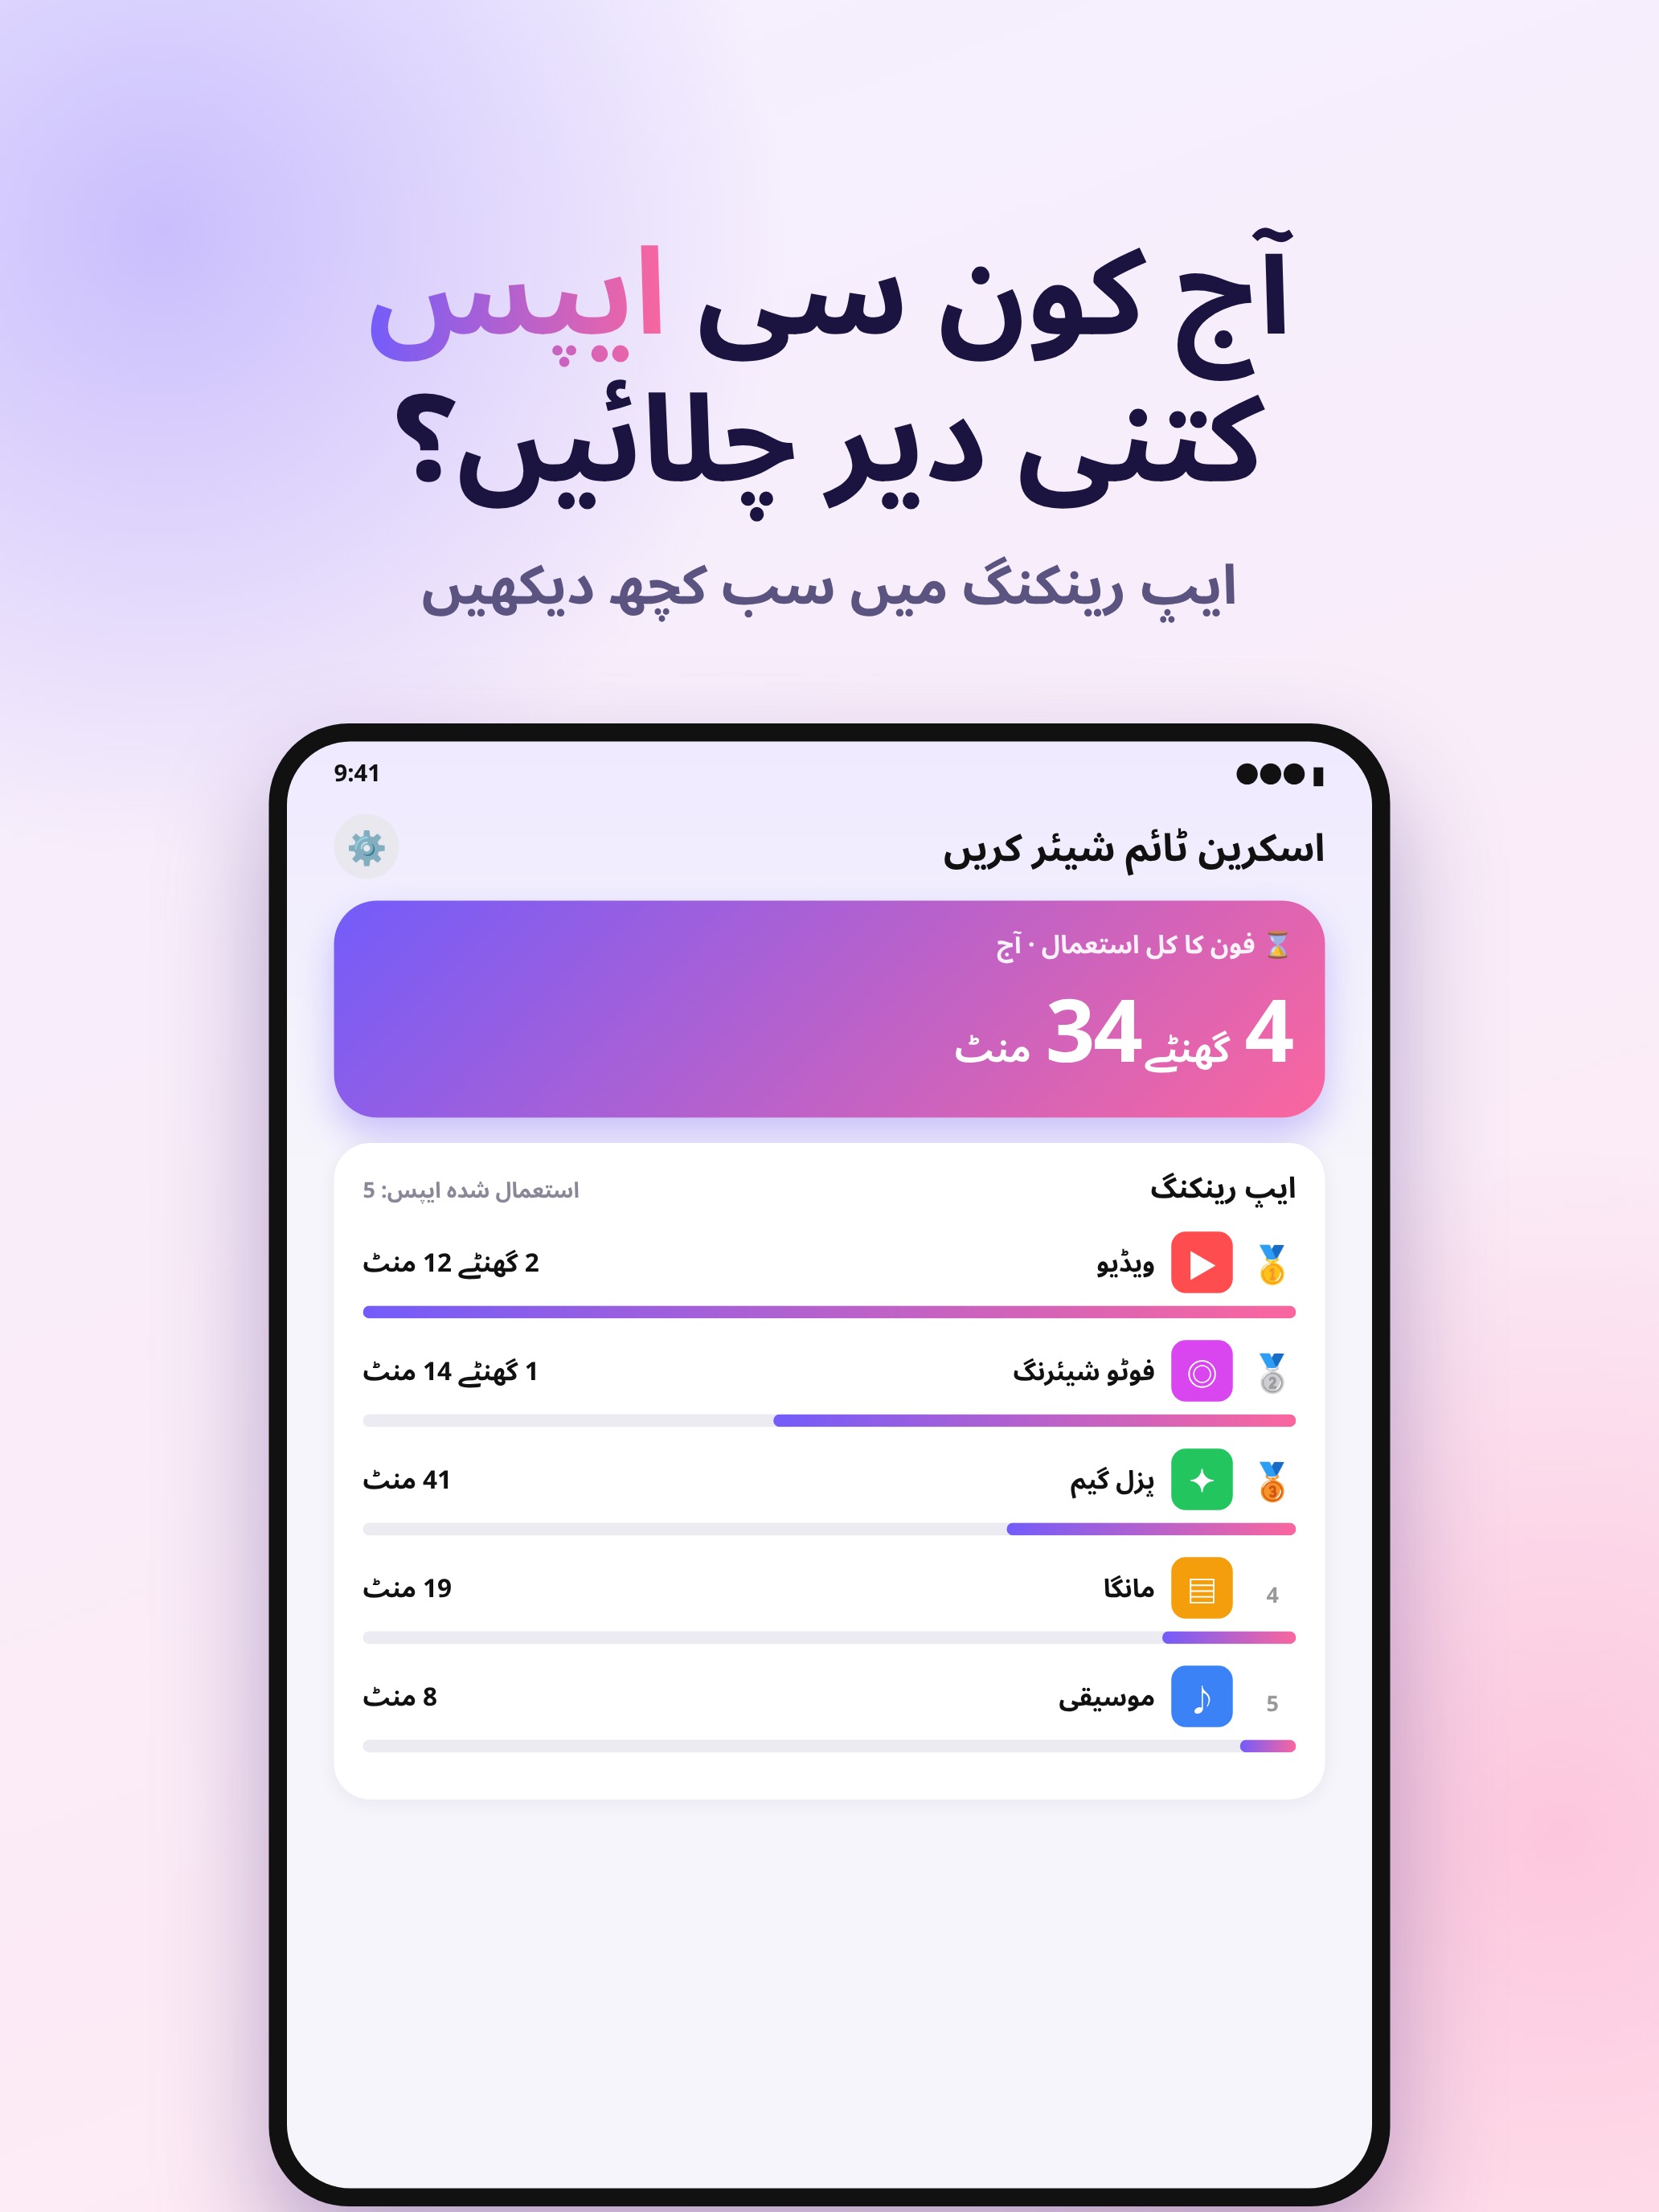 آج کون سی ایپس
کتنی دیر چلائیں؟
ایپ رینکنگ میں سب کچھ دیکھیں
9:41
اسکرین ٹائم شیئر کریں
⌛ فون کا کل استعمال · آج
4 گھنٹے 34 منٹ
ایپ رینکنگ
استعمال شدہ ایپس: 5
🥇 ویڈیو 2 گھنٹے 12 منٹ
🥈 فوٹو شیئرنگ 1 گھنٹے 14 منٹ
🥉 پزل گیم 41 منٹ
4 مانگا 19 منٹ
5 موسیقی 8 منٹ